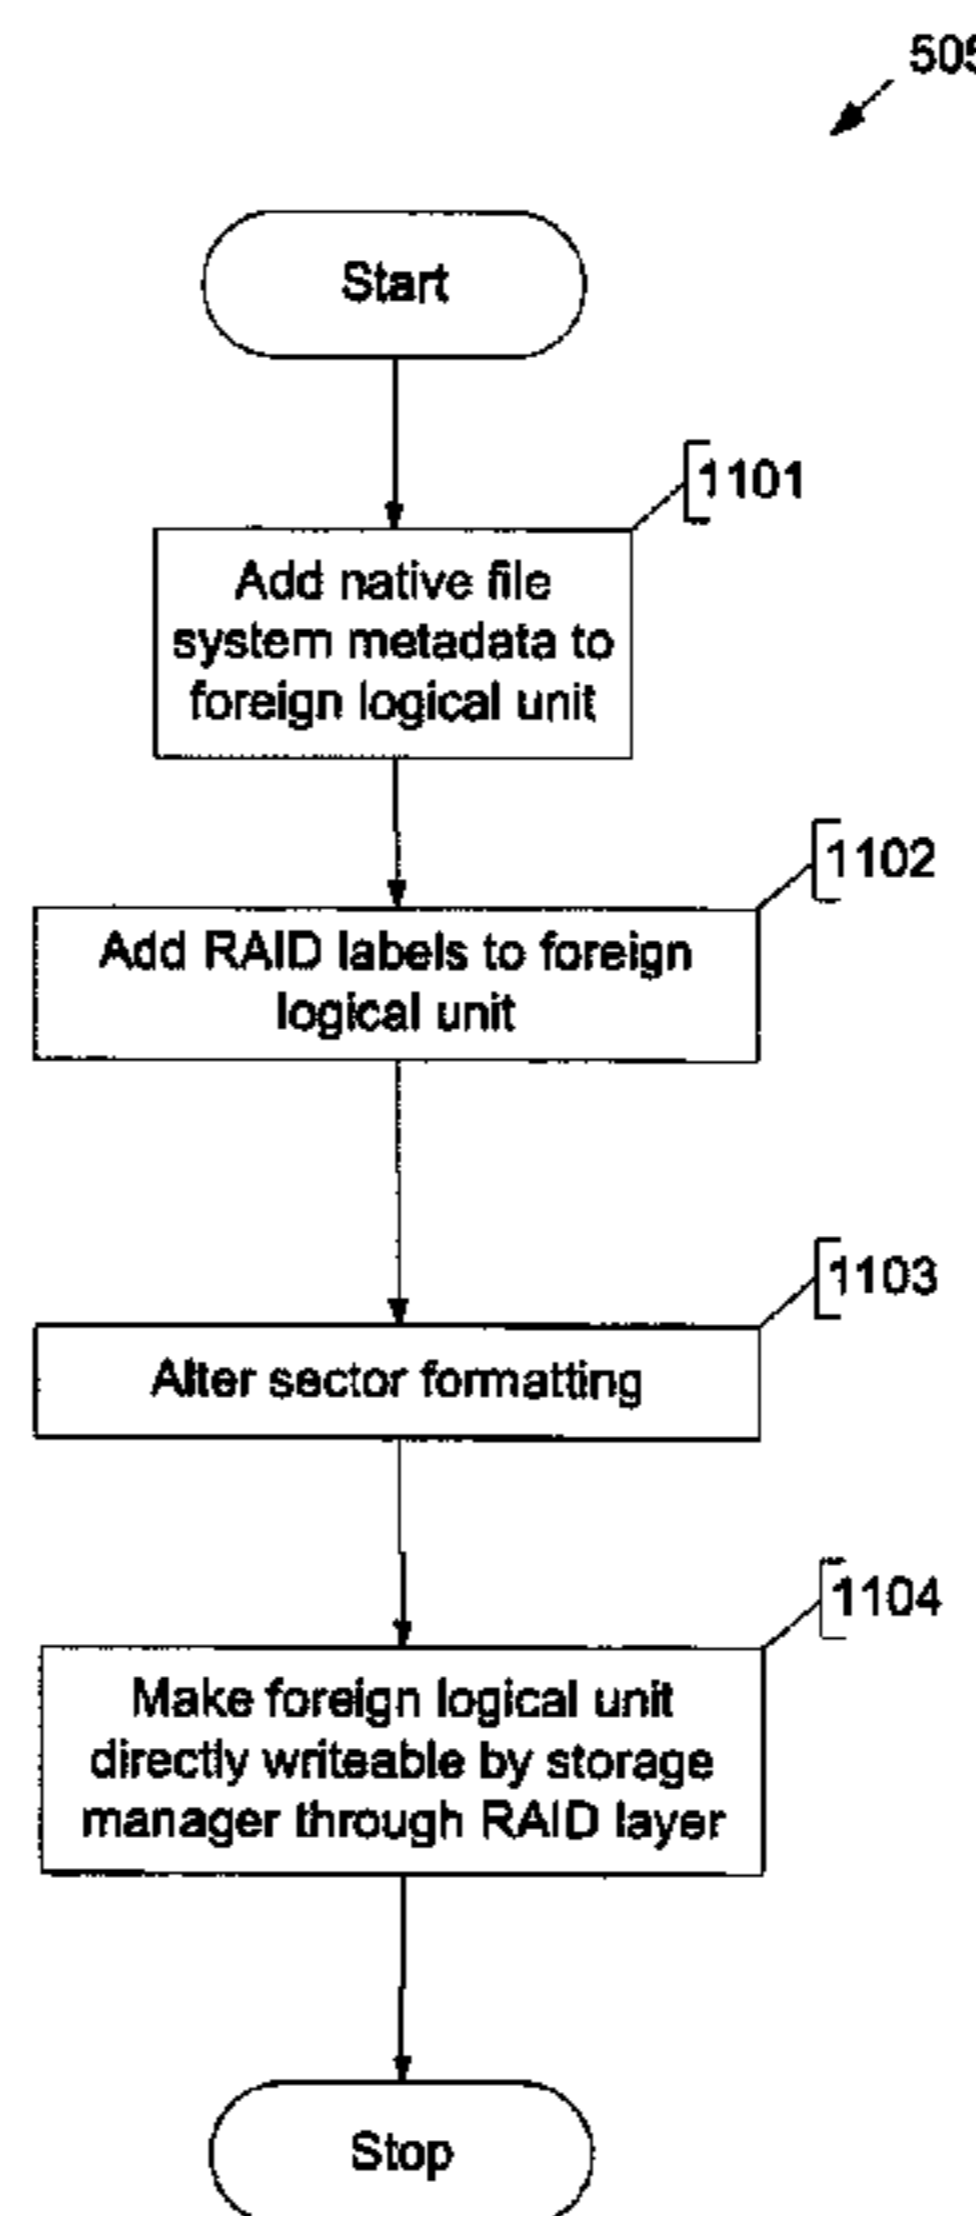 505
Start
1101
Add native file
system metadata to
foreign logical unit
1102
Add RAID labels to foreign
logical unit
1103
Alter sector formatting
1104
Make foreign logical unit
directly writeable by storage
manager through RAID layer
Stop